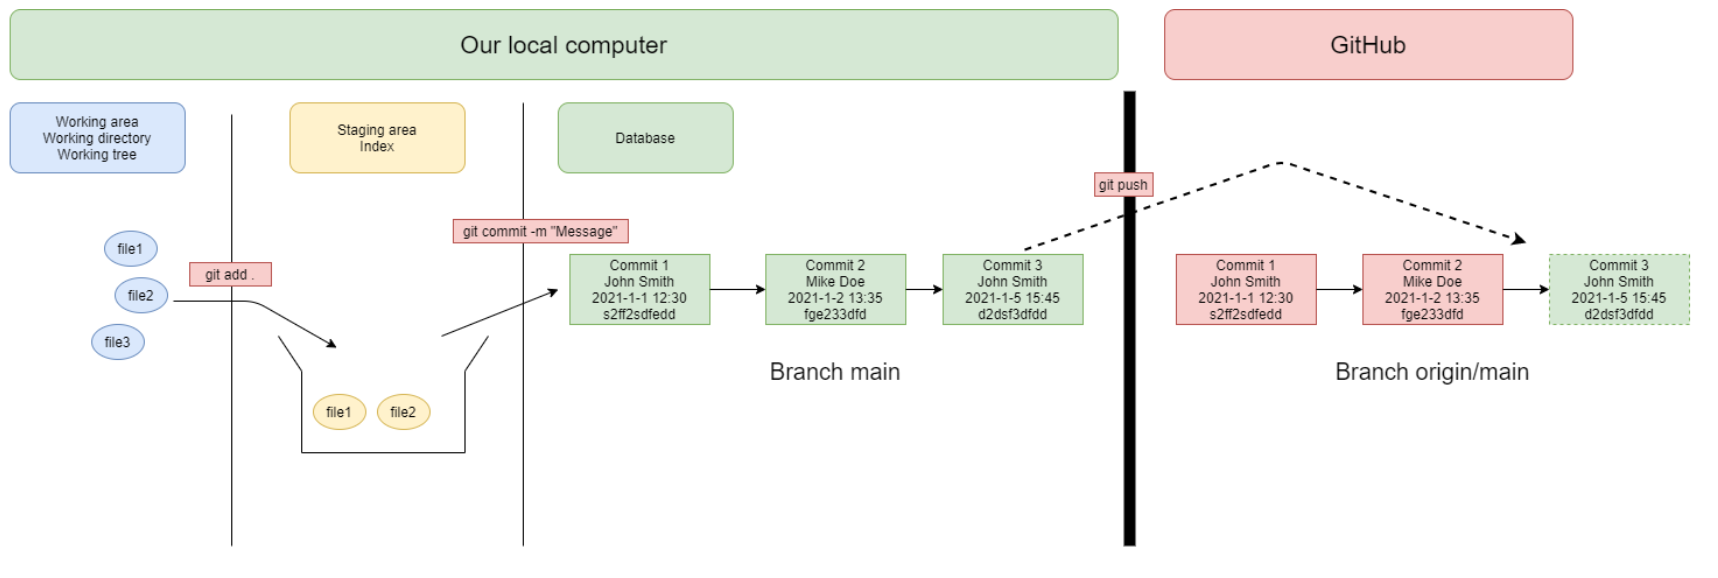 Our local computer
GitHub
Working area
Working directory
Working tree
Staging area
Index
Database
git push
git commit -m "Message"
file1
git add .
file2
file3
Commit 1
John Smith
2021-1-1 12:30
s2ff2sdfedd
Commit 2
Mike Doe
2021-1-2 13:35
fge233dfd
Commit 3
John Smith
2021-1-5 15:45
d2dsf3dfdd
Commit 1
John Smith
2021-1-1 12:30
s2ff2sdfedd
Commit 2
Mike Doe
2021-1-2 13:35
fge233dfd
Commit 3
John Smith
2021-1-5 15:45
d2dsf3dfdd
Branch main
Branch origin/main
file1
file2